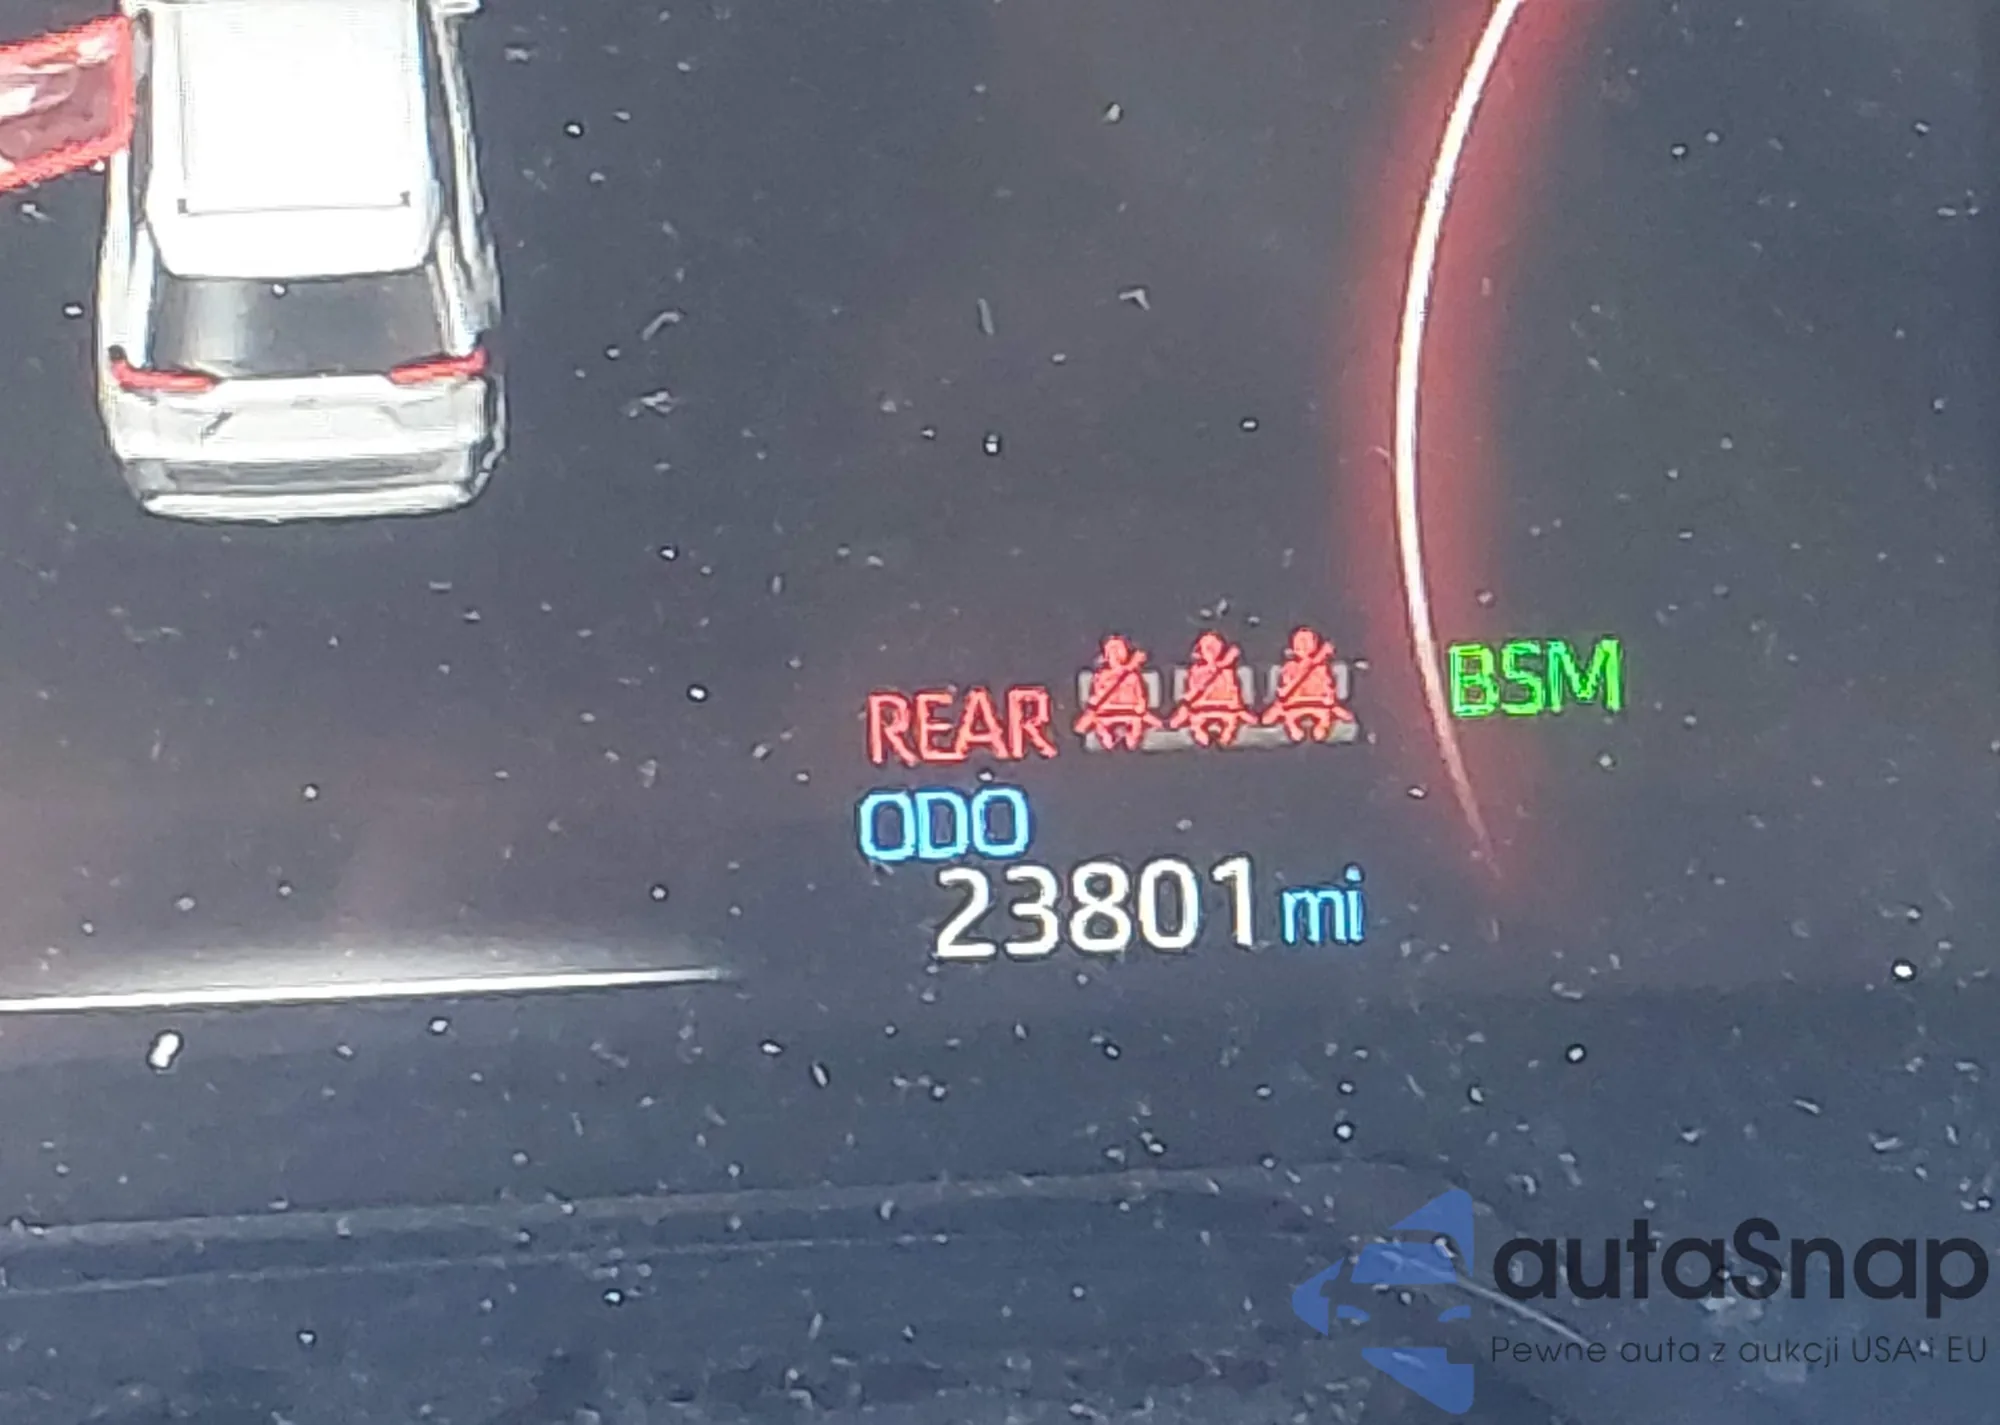 REAR
BSM
ODO
23801 mi
autaSnap
Pewne auta z aukcji USA i EU